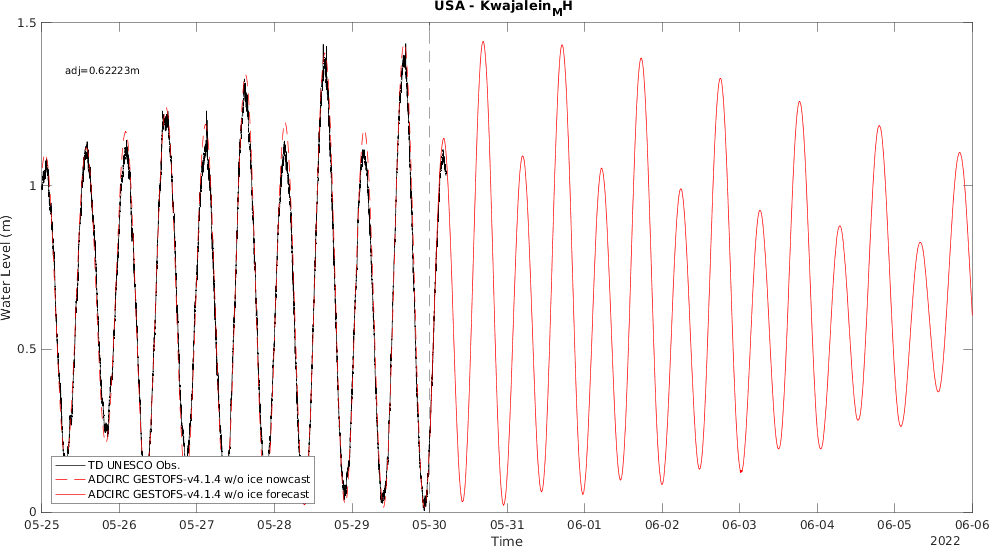 USA - Kwajalein_MH
1.5
adj=0.62223m
1
Water Level (m)
0.5
TD UNESCO Obs.
ADCIRC GESTOFS-v4.1.4 w/o ice nowcast
ADCIRC GESTOFS-v4.1.4 w/o ice forecast
0
05-25 05-26 05-27 05-28 05-29 05-30 05-31 06-01 06-02 06-03 06-04 06-05 06-06
Time
2022